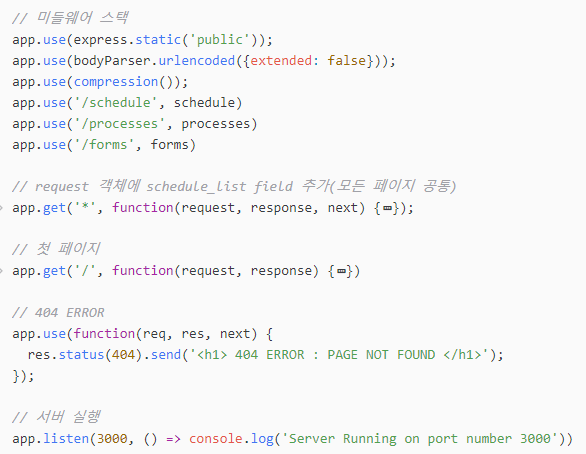 // 미들웨어 스택
app.use(express.static('public'));
app.use(bodyParser.urlencoded({extended: false}));
app.use(compression());
app.use('/schedule', schedule)
app.use('/processes', processes)
app.use('/forms', forms)
// request 객체에 schedule_list field 추가(모든 페이지 공통)
app.get('*', function(request, response, next) {⋯});
// 첫 페이지
app.get('/', function(request, response) {⋯})
// 404 ERROR
app.use(function(req, res, next) {
  res.status(404).send('<h1> 404 ERROR : PAGE NOT FOUND </h1>');
});
// 서버 실행
app.listen(3000, () => console.log('Server Running on port number 3000'))